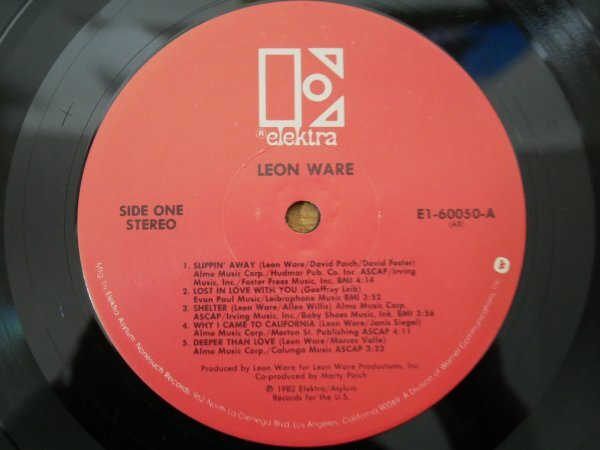 ® elektra
LEON WARE
SIDE ONE
STEREO
E1-60050-A
(AR)
1. SLIPPIN' AWAY (Leon Ware/David Paich/David Foster)
Almo Music Corp./Hudmar Pub. Co. Inc. ASCAP/Irving
Music, Inc./Foster Frees Music Inc. BMI 4:14
2. LOST IN LOVE WITH YOU (Geoffrey Leib)
Evan Paul Music/Leibraphone Music BMI 3:52
3. SHELTER (Leon Ware/Allee Willis) Almo Music Corp.
ASCAP/Irving Music, Inc./Baby Shoes Music, Ink. BMI 3:56
4. WHY I CAME TO CALIFORNIA (Leon Ware/Janis Siegel)
Almo Music Corp./Marton St. Publishing ASCAP 4:11
5. DEEPER THAN LOVE (Leon Ware/Marcos Valle)
Almo Music Corp./Calunga Music ASCAP 3:23
Produced by Leon Ware for Leon Ware Productions, Inc.
Co-produced by Marty Paich
℗ 1982 Elektra/Asylum
Records for the U.S.
Mfg by Elektra/Asylum/Nonesuch Records, 962 North La Cienega Blvd., Los Angeles, California 90069. A Division of Warner Communications Inc.